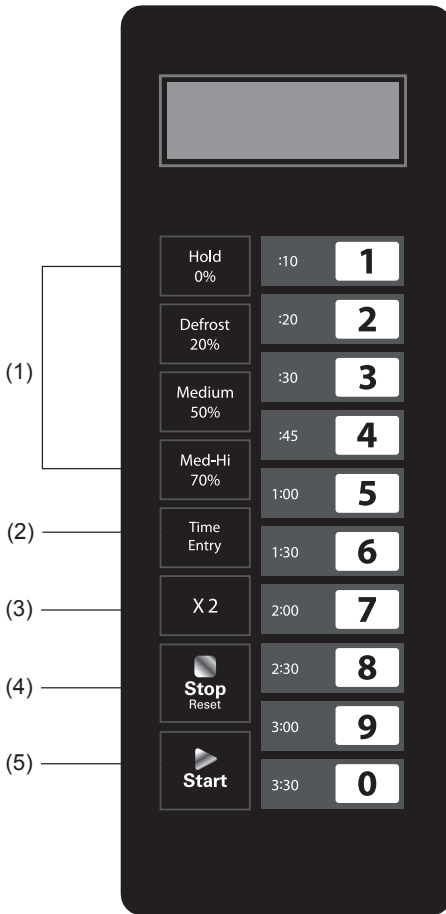 (1)
Hold
0%
Defrost
20%
Medium
50%
Med-Hi
70%
(2)
Time
Entry
(3)
X 2
(4)
Stop
Reset
(5)
Start
:10 1
:20 2
:30 3
:45 4
1:00 5
1:30 6
2:00 7
2:30 8
3:00 9
3:30 0